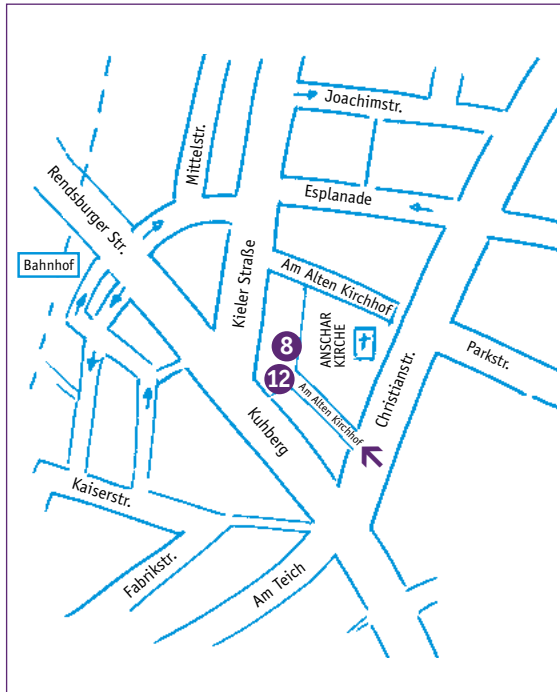 Joachimstr.
Mittelstr.
Esplanade
Rendsburger Str.
Bahnhof
Kieler Straße
Am Alten Kirchhof
ANSCHAR
KIRCHE
8
12
Am Alten Kirchhof
Parkstr.
Christianstr.
Kuhberg
Kaiserstr.
Fabrikstr.
Am Teich